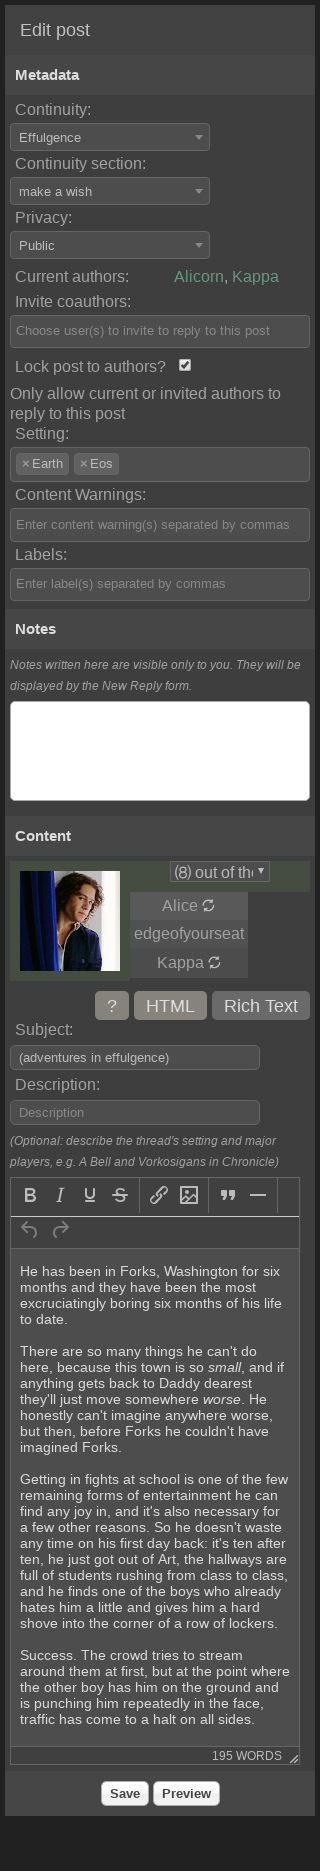 Edit post
Metadata
Continuity:
Effulgence
Continuity section:
make a wish
Privacy:
Public
Current authors: Alicorn, Kappa
Invite coauthors:
Choose user(s) to invite to reply to this post
Lock post to authors?
Only allow current or invited authors to
reply to this post
Setting:
×Earth ×Eos
Content Warnings:
Enter content warning(s) separated by commas
Labels:
Enter label(s) separated by commas
Notes
Notes written here are visible only to you. They will be
displayed by the New Reply form.
Content
(8) out of the
Alice
edgeofyourseat
Kappa
? HTML Rich Text
Subject:
(adventures in effulgence)
Description:
Description
(Optional: describe the thread's setting and major
players, e.g. A Bell and Vorkosigans in Chronicle)
B I U S
He has been in Forks, Washington for six
months and they have been the most
excruciatingly boring six months of his life
to date.
There are so many things he can't do
here, because this town is so small, and if
anything gets back to Daddy dearest
they'll just move somewhere worse. He
honestly can't imagine anywhere worse,
but then, before Forks he couldn't have
imagined Forks.
Getting in fights at school is one of the few
remaining forms of entertainment he can
find any joy in, and it's also necessary for
a few other reasons. So he doesn't waste
any time on his first day back: it's ten after
ten, he just got out of Art, the hallways are
full of students rushing from class to class,
and he finds one of the boys who already
hates him a little and gives him a hard
shove into the corner of a row of lockers.
Success. The crowd tries to stream
around them at first, but at the point where
the other boy has him on the ground and
is punching him repeatedly in the face,
traffic has come to a halt on all sides.
195 WORDS
Save Preview